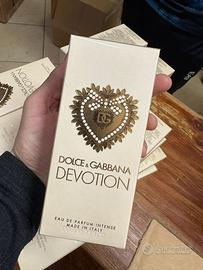 DG
DOLCE & GABBANA
DEVOTION
EAU DE PARFUM INTENSE
MADE IN ITALY